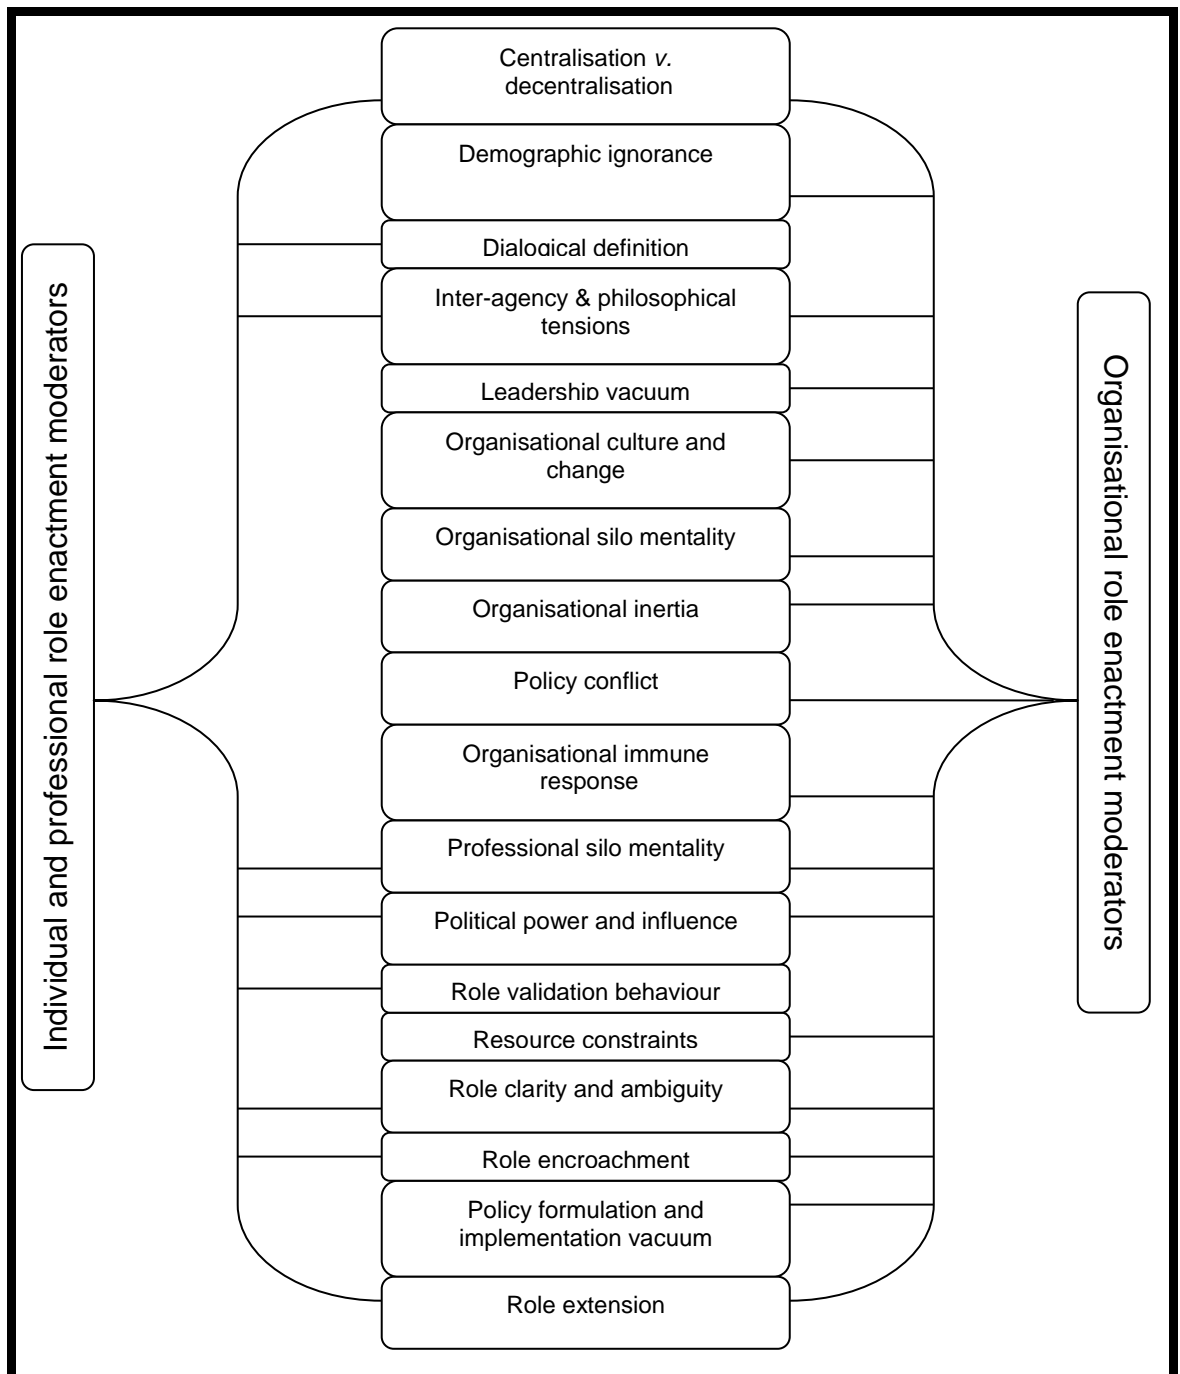 Individual and professional role enactment moderators
Centralisation v.
decentralisation
Demographic ignorance
Dialogical definition
Inter-agency & philosophical
tensions
Leadership vacuum
Organisational culture and
change
Organisational silo mentality
Organisational inertia
Policy conflict
Organisational immune
response
Professional silo mentality
Political power and influence
Role validation behaviour
Resource constraints
Role clarity and ambiguity
Role encroachment
Policy formulation and
implementation vacuum
Role extension
Organisational role enactment moderators